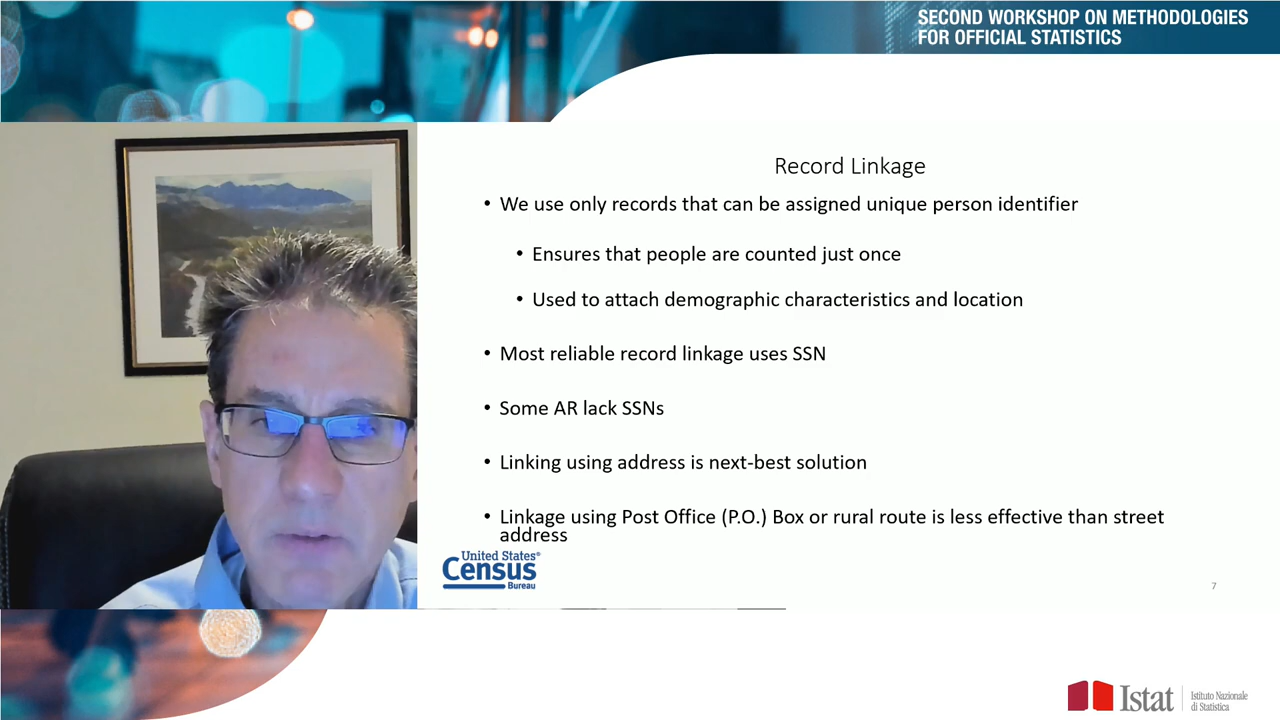 SECOND WORKSHOP ON METHODOLOGIES
FOR OFFICIAL STATISTICS
Record Linkage
• We use only records that can be assigned unique person identifier
• Ensures that people are counted just once
• Used to attach demographic characteristics and location
• Most reliable record linkage uses SSN
• Some AR lack SSNs
• Linking using address is next-best solution
• Linkage using Post Office (P.O.) Box or rural route is less effective than street
address
United States®
Census
Bureau
7
Istat
Istituto Nazionale
di Statistica